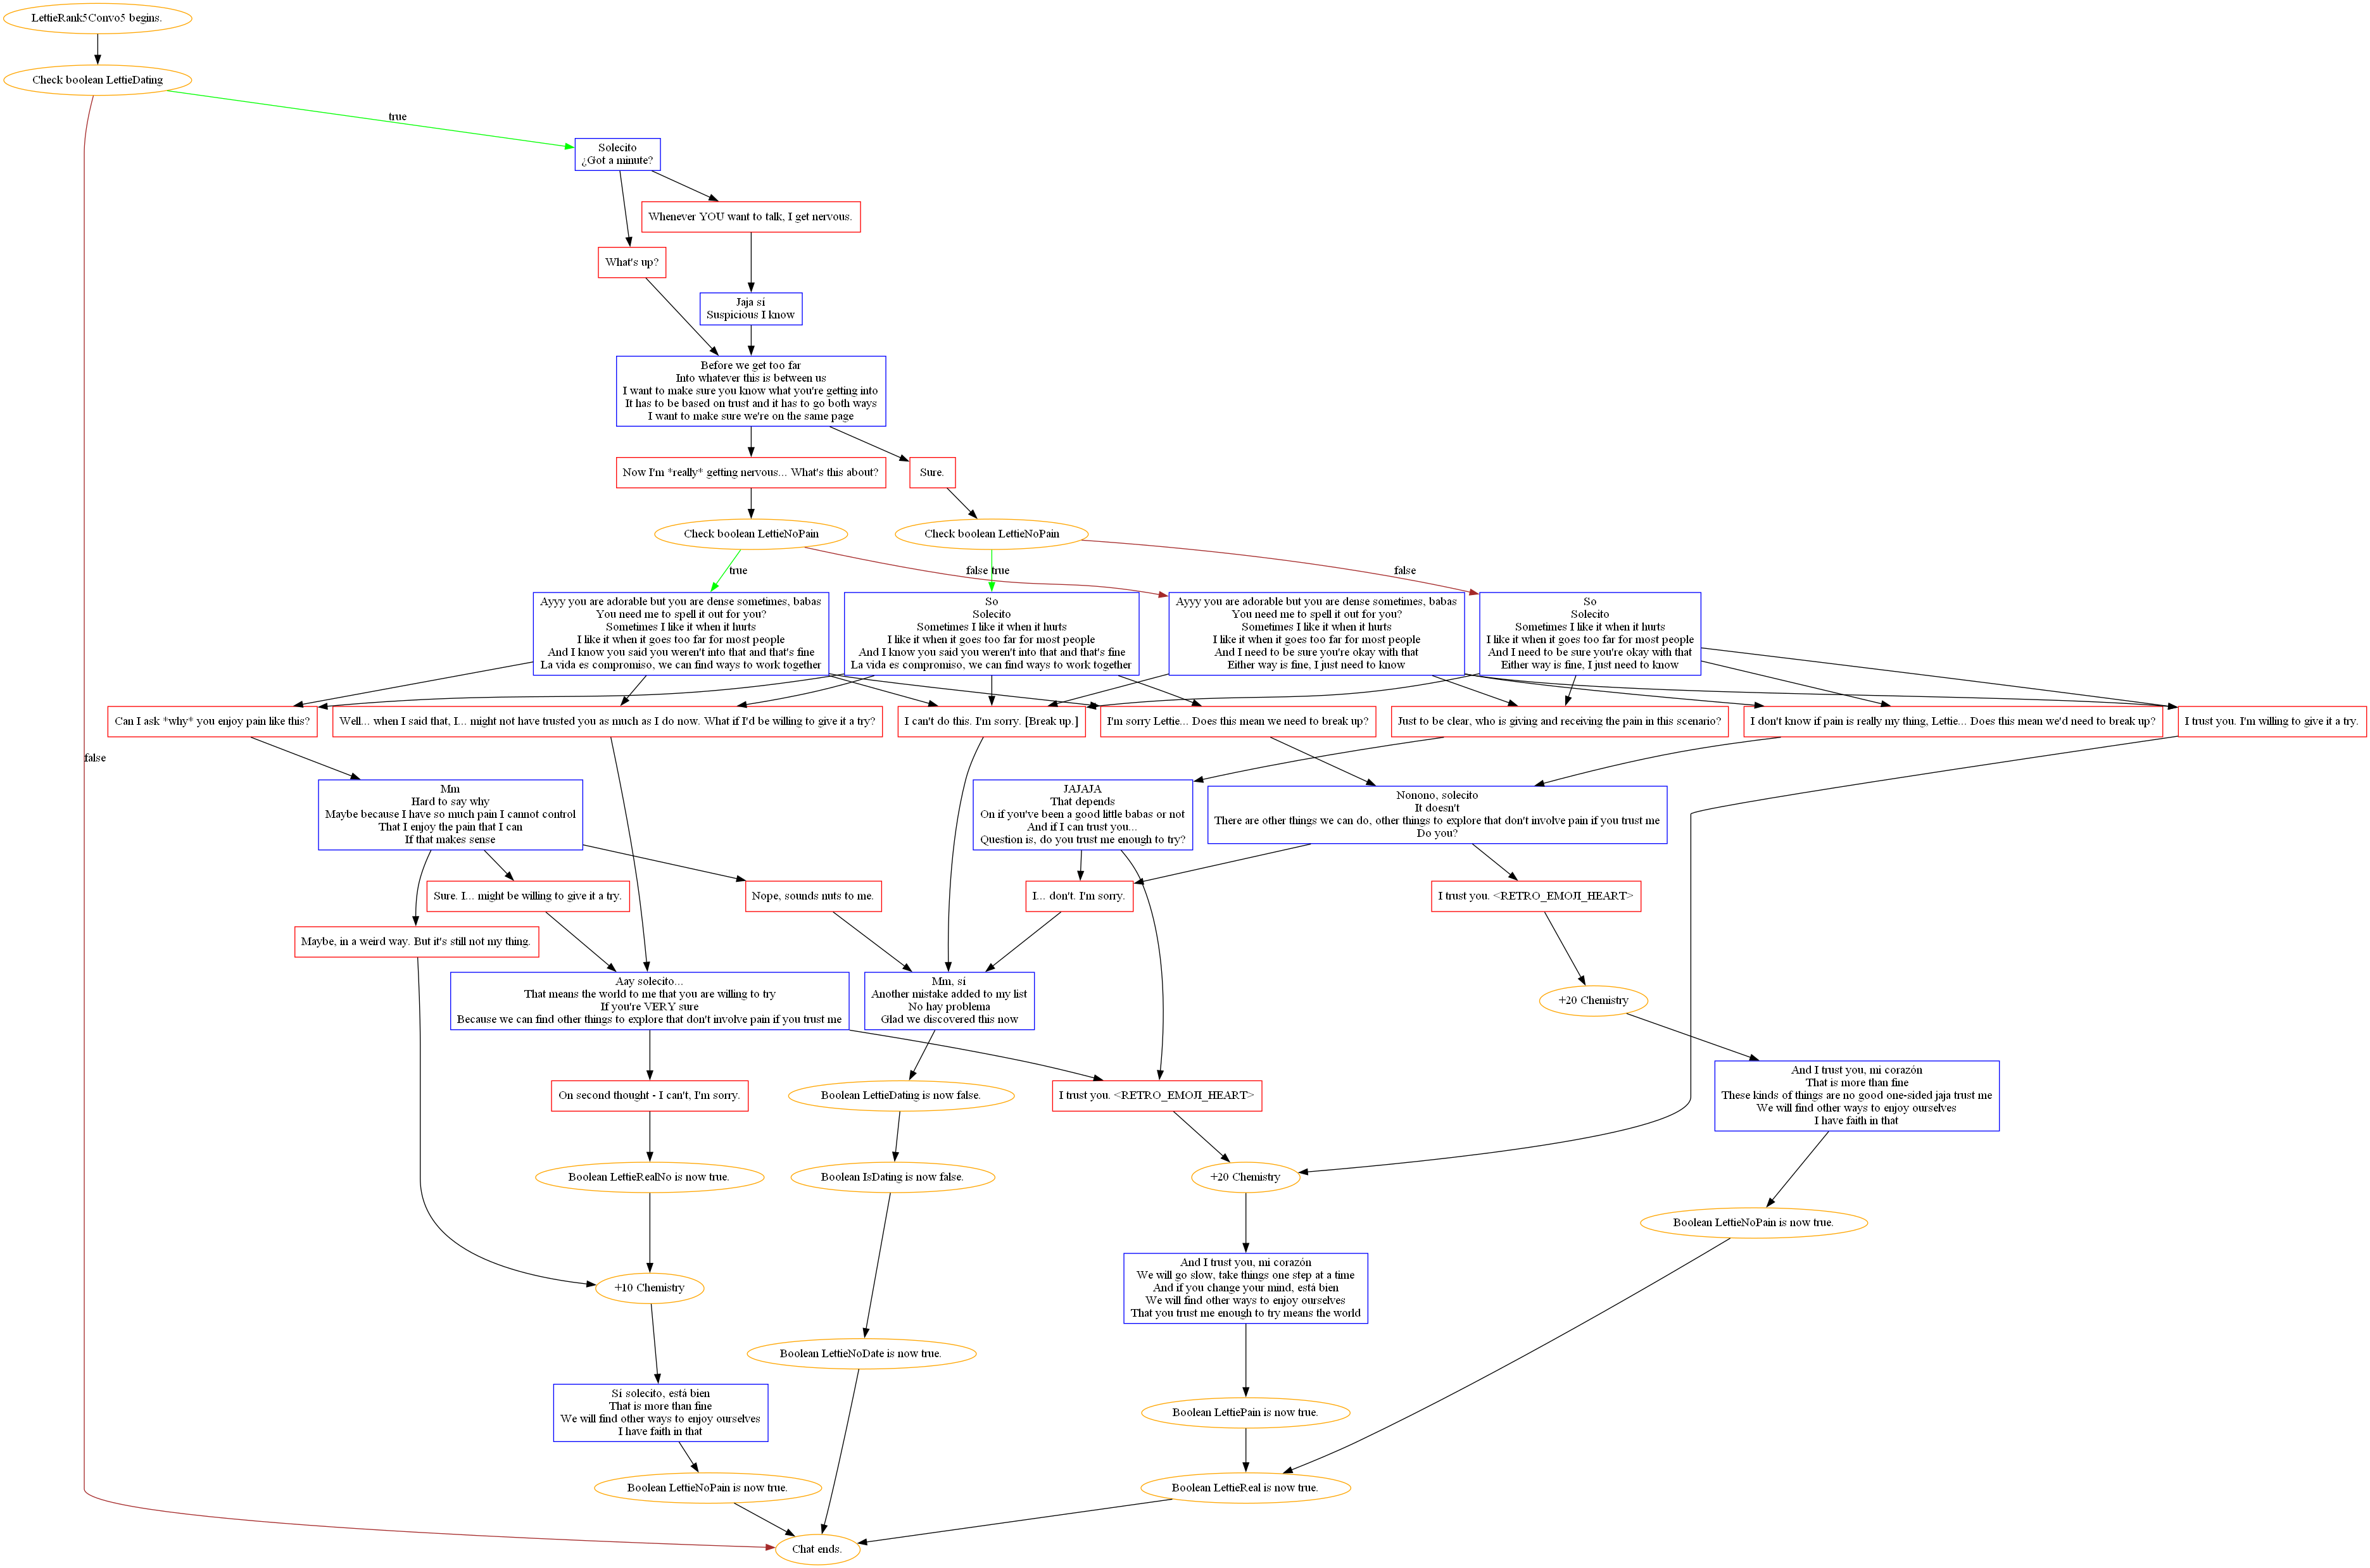 LettieRank5Convo5 begins.
Check boolean LettieDating
true
Solecito
¿Got a minute?
Whenever YOU want to talk, I get nervous.
What's up?
Jaja sí
Suspicious I know
Before we get too far
Into whatever this is between us
I want to make sure you know what you're getting into
It has to be based on trust and it has to go both ways
I want to make sure we're on the same page
Now I'm *really* getting nervous... What's this about?
Sure.
Check boolean LettieNoPain
Check boolean LettieNoPain
true
false
true
false
Ayyy you are adorable but you are dense sometimes, babas
You need me to spell it out for you?
Sometimes I like it when it hurts
I like it when it goes too far for most people
And I know you said you weren't into that and that's fine
La vida es compromiso, we can find ways to work together
So
Solecito
Sometimes I like it when it hurts
I like it when it goes too far for most people
And I know you said you weren't into that and that's fine
La vida es compromiso, we can find ways to work together
Ayyy you are adorable but you are dense sometimes, babas
You need me to spell it out for you?
Sometimes I like it when it hurts
I like it when it goes too far for most people
And I need to be sure you're okay with that
Either way is fine, I just need to know
So
Solecito
Sometimes I like it when it hurts
I like it when it goes too far for most people
And I need to be sure you're okay with that
Either way is fine, I just need to know
Can I ask *why* you enjoy pain like this?
Well... when I said that, I... might not have trusted you as much as I do now. What if I'd be willing to give it a try?
I can't do this. I'm sorry. [Break up.]
I'm sorry Lettie... Does this mean we need to break up?
Just to be clear, who is giving and receiving the pain in this scenario?
I don't know if pain is really my thing, Lettie... Does this mean we'd need to break up?
I trust you. I'm willing to give it a try.
false
Mm
Hard to say why
Maybe because I have so much pain I cannot control
That I enjoy the pain that I can
If that makes sense
JAJAJA
That depends
On if you've been a good little babas or not
And if I can trust you...
Question is, do you trust me enough to try?
Nonono, solecito
It doesn't
There are other things we can do, other things to explore that don't involve pain if you trust me
Do you?
Sure. I... might be willing to give it a try.
Nope, sounds nuts to me.
I... don't. I'm sorry.
I trust you. <RETRO_EMOJI_HEART>
Maybe, in a weird way. But it's still not my thing.
Aay solecito...
That means the world to me that you are willing to try
If you're VERY sure
Because we can find other things to explore that don't involve pain if you trust me
Mm, sí
Another mistake added to my list
No hay problema
Glad we discovered this now
+20 Chemistry
On second thought - I can't, I'm sorry.
Boolean LettieDating is now false.
I trust you. <RETRO_EMOJI_HEART>
And I trust you, mi corazón
That is more than fine
These kinds of things are no good one-sided jaja trust me
We will find other ways to enjoy ourselves
I have faith in that
Boolean LettieRealNo is now true.
Boolean IsDating is now false.
+20 Chemistry
Boolean LettieNoPain is now true.
+10 Chemistry
And I trust you, mi corazón
We will go slow, take things one step at a time
And if you change your mind, está bien
We will find other ways to enjoy ourselves
That you trust me enough to try means the world
Boolean LettieNoDate is now true.
Sí solecito, está bien
That is more than fine
We will find other ways to enjoy ourselves
I have faith in that
Boolean LettiePain is now true.
Boolean LettieNoPain is now true.
Boolean LettieReal is now true.
Chat ends.